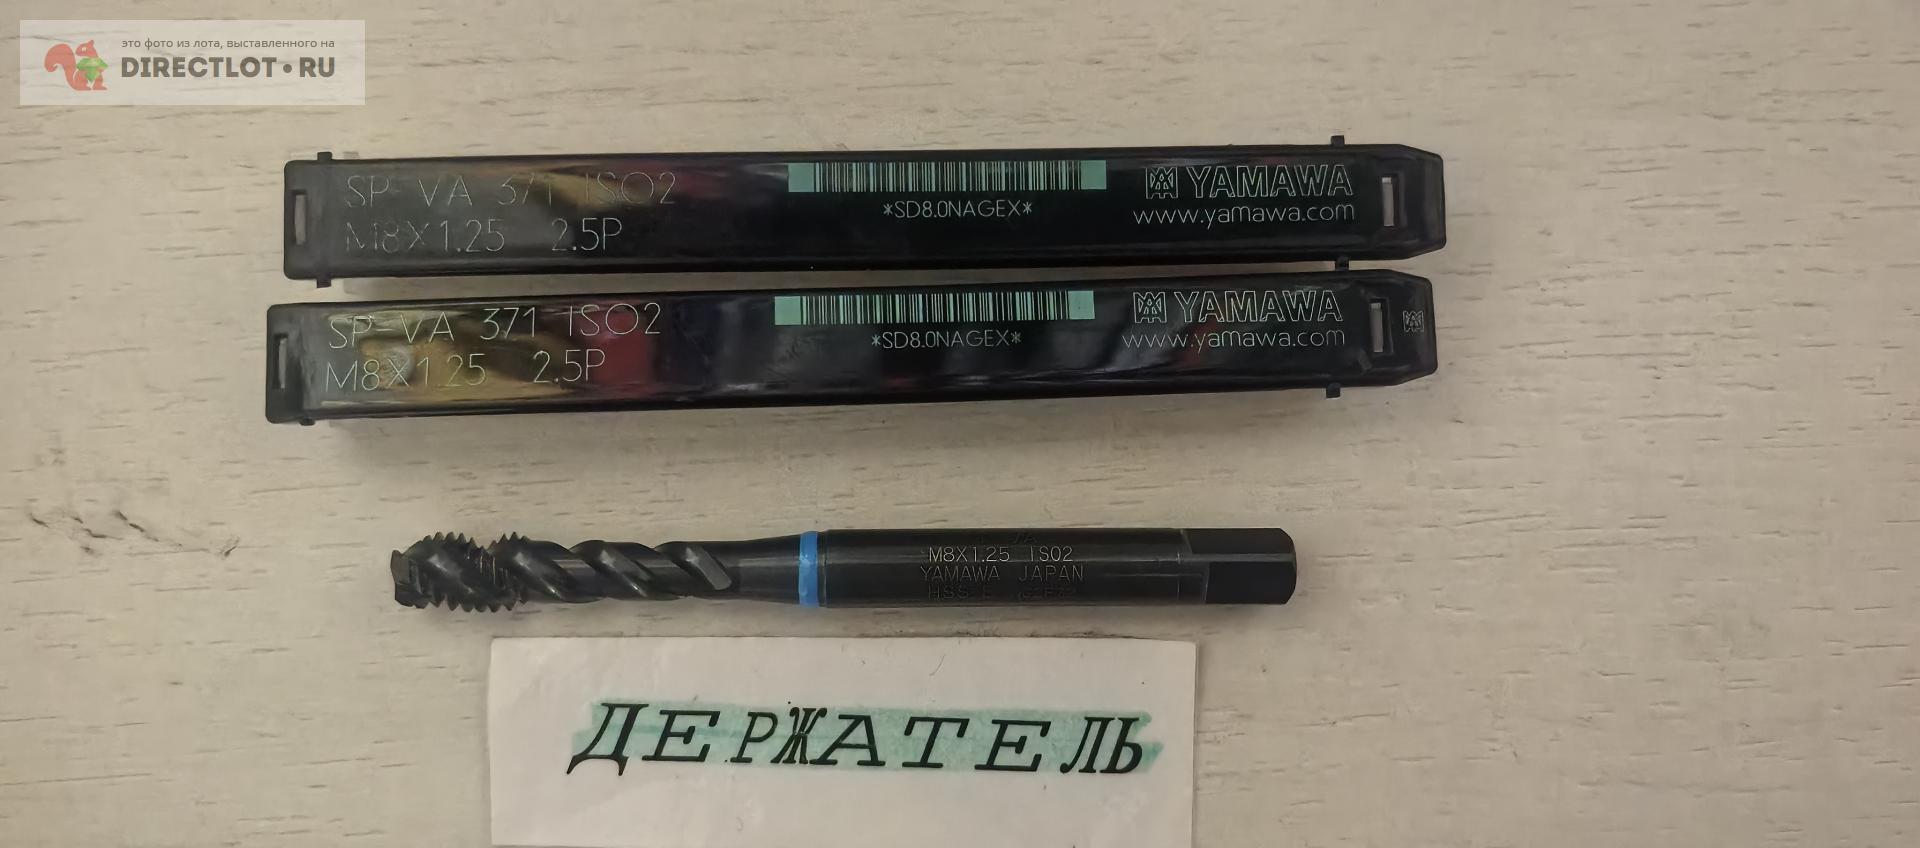 это фото из лота, выставленного на
DIRECTLOT•RU
SP-VA 371 ISO2
M8X1.25 2.5P
*SD8.0NAGEX*
YAMAWA
www.yamawa.com
SP-VA 371 ISO2
M8X1.25 2.5P
*SD8.0NAGEX*
YAMAWA
www.yamawa.com
M8X1.25 ISO2
YAMAWA JAPAN
HSS-E
ДЕРЖАТЕЛЬ